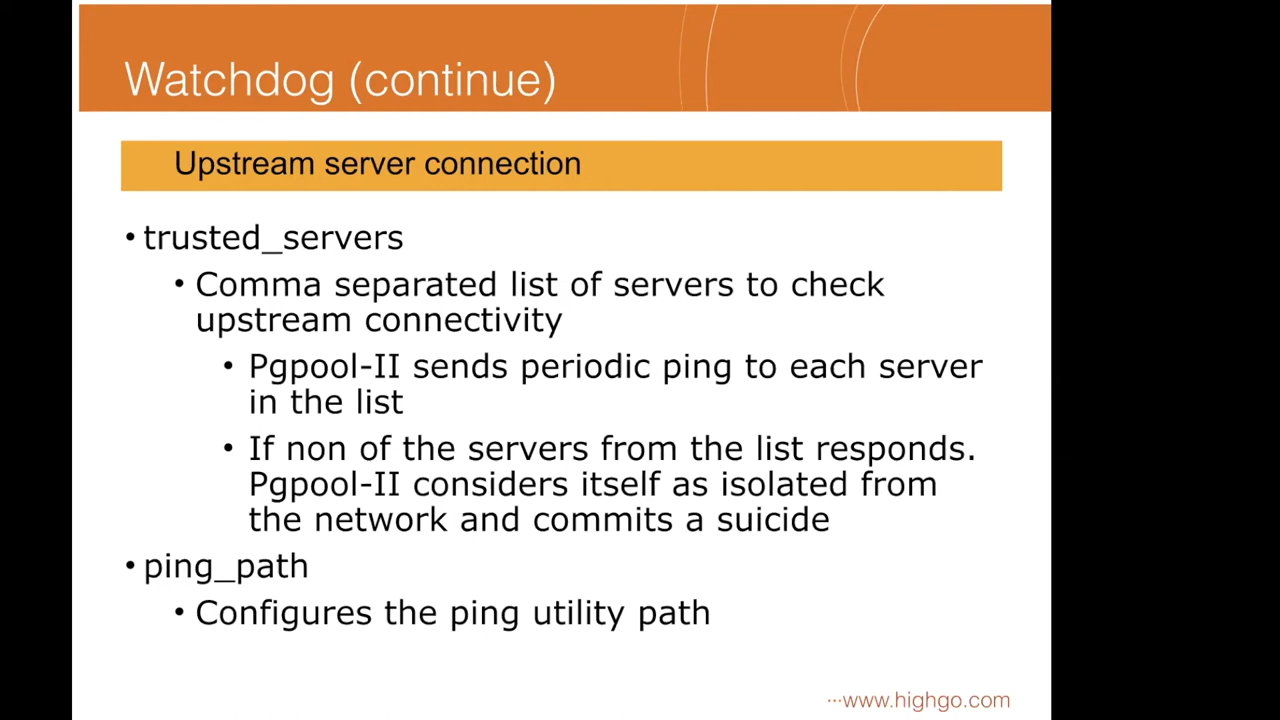 Watchdog (continue)
Upstream server connection
• trusted_servers
• Comma separated list of servers to check
upstream connectivity
• Pgpool-II sends periodic ping to each server
in the list
• If non of the servers from the list responds.
Pgpool-II considers itself as isolated from
the network and commits a suicide
• ping_path
• Configures the ping utility path
···www.highgo.com